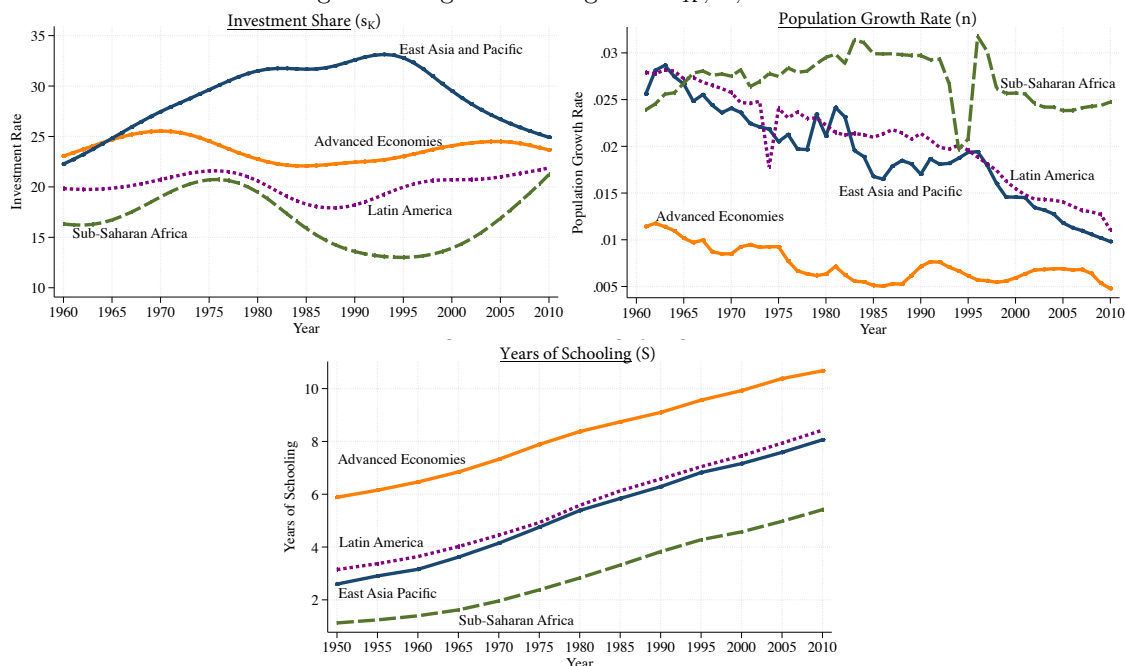 Investment Share (sK)
Population Growth Rate (n)
35
30
25
20
15
10
Investment Rate
East Asia and Pacific
Advanced Economies
Latin America
Sub-Saharan Africa
1960 1965 1970 1975 1980 1985 1990 1995 2000 2005 2010
Year
.03
.025
.02
.015
.01
.005
Population Growth Rate
Sub-Saharan Africa
Latin America
East Asia and Pacific
Advanced Economies
1960 1965 1970 1975 1980 1985 1990 1995 2000 2005 2010
Year
Years of Schooling (S)
10
8
6
4
2
Years of Schooling
Advanced Economies
Latin America
East Asia Pacific
Sub-Saharan Africa
1950 1955 1960 1965 1970 1975 1980 1985 1990 1995 2000 2005 2010
Year